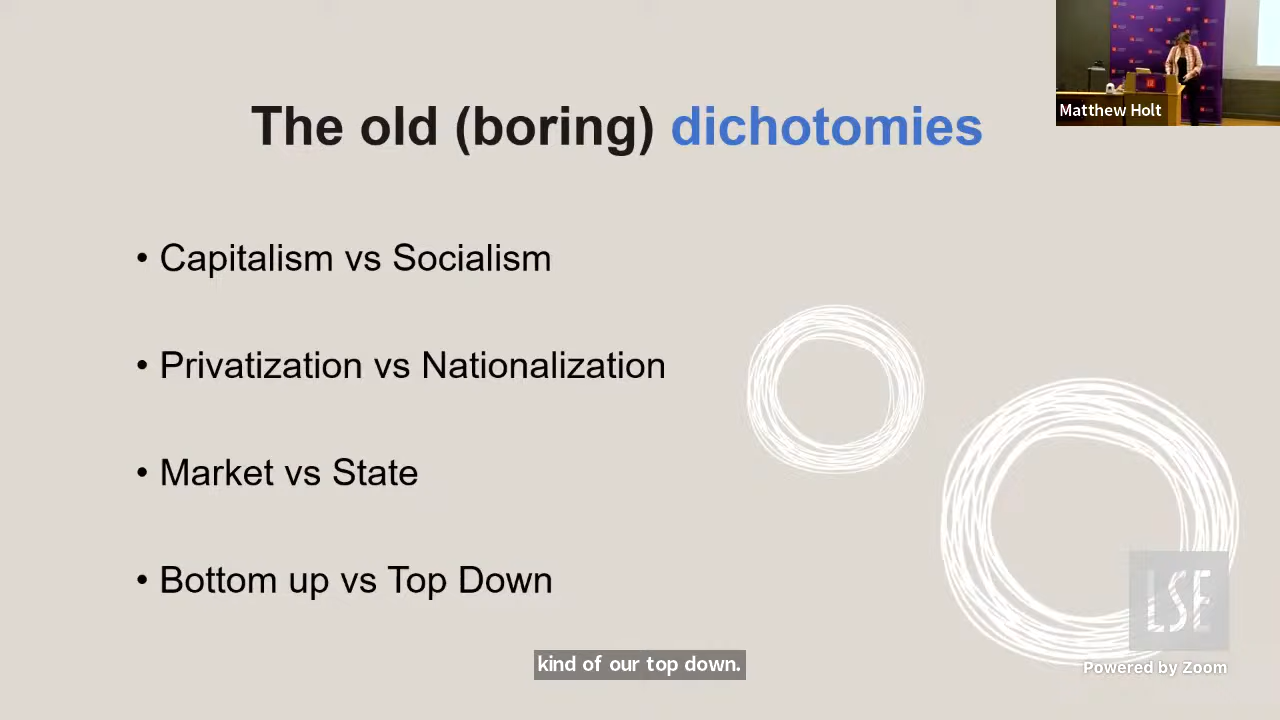 Matthew Holt
The old (boring) dichotomies
• Capitalism vs Socialism
• Privatization vs Nationalization
• Market vs State
• Bottom up vs Top Down
LSE
kind of our top down.
Powered by Zoom